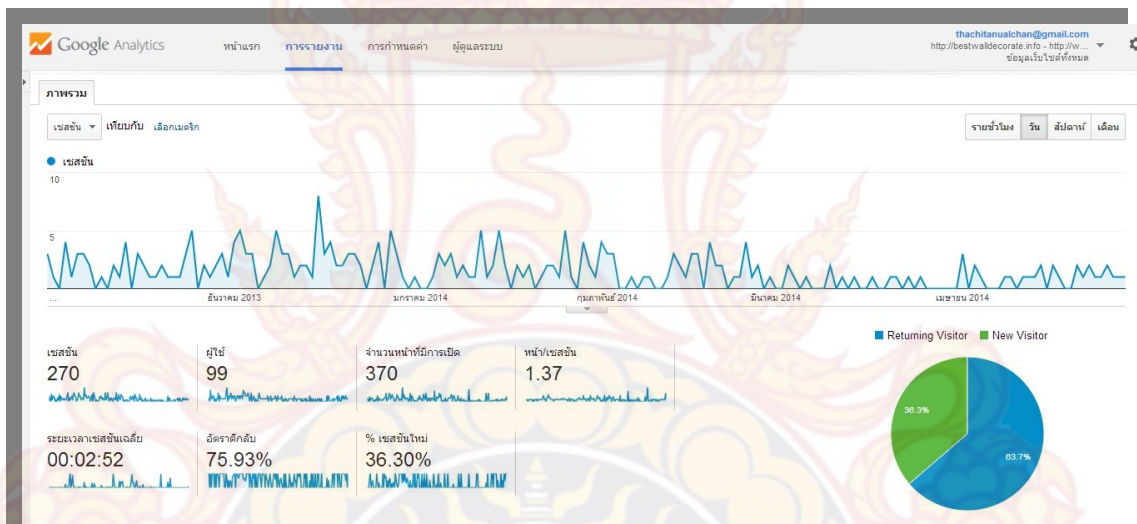 Google Analytics
หน้าแรก การรายงาน การกำหนดค่า ผู้ดูแลระบบ
thachitanualchan@gmail.com
http://bestwalldecorate.info - http://w...
ข้อมูลเว็บไซต์ทั้งหมด
ภาพรวม
เซสชัน เทียบกับ เลือกเมตริก
รายชั่วโมง วัน สัปดาห์ เดือน
เซสชัน
10
5
... ธันวาคม 2013 มกราคม 2014 กุมภาพันธ์ 2014 มีนาคม 2014 เมษายน 2014
Returning Visitor New Visitor
เซสชัน ผู้ใช้ จำนวนหน้าที่มีการเปิด หน้า/เซสชัน
270 99 370 1.37
36.3%
63.7%
ระยะเวลาเซสชันเฉลี่ย อัตราตีกลับ % เซสชันใหม่
00:02:52 75.93% 36.30%